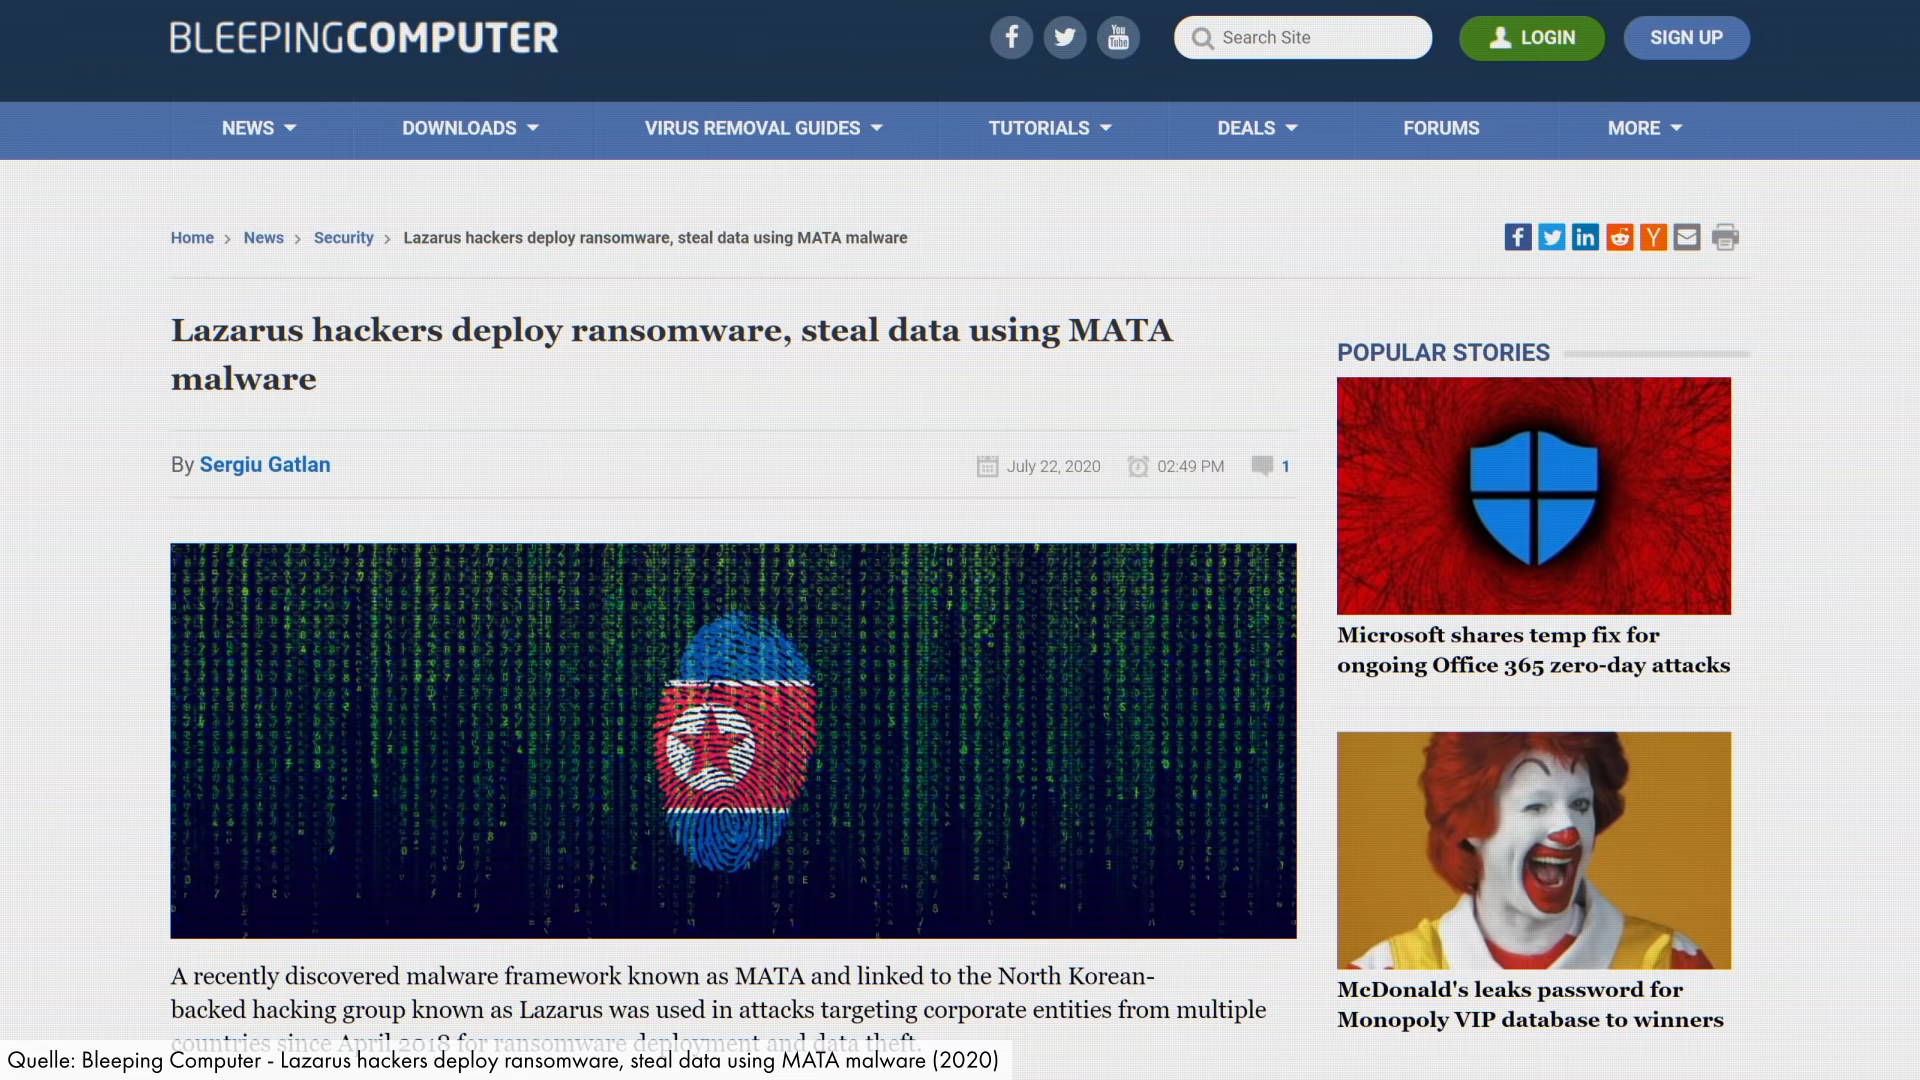 BLEEPINGCOMPUTER
Search Site
LOGIN
SIGN UP
NEWS
DOWNLOADS
VIRUS REMOVAL GUIDES
TUTORIALS
DEALS
FORUMS
MORE
Home > News > Security > Lazarus hackers deploy ransomware, steal data using MATA malware
Lazarus hackers deploy ransomware, steal data using MATA
malware
By Sergiu Gatlan
July 22, 2020
02:49 PM
1
A recently discovered malware framework known as MATA and linked to the North Korean-
backed hacking group known as Lazarus was used in attacks targeting corporate entities from multiple
countries since April 2018 for ransomware deployment and data theft.
POPULAR STORIES
Microsoft shares temp fix for
ongoing Office 365 zero-day attacks
McDonald's leaks password for
Monopoly VIP database to winners
Quelle: Bleeping Computer - Lazarus hackers deploy ransomware, steal data using MATA malware (2020)